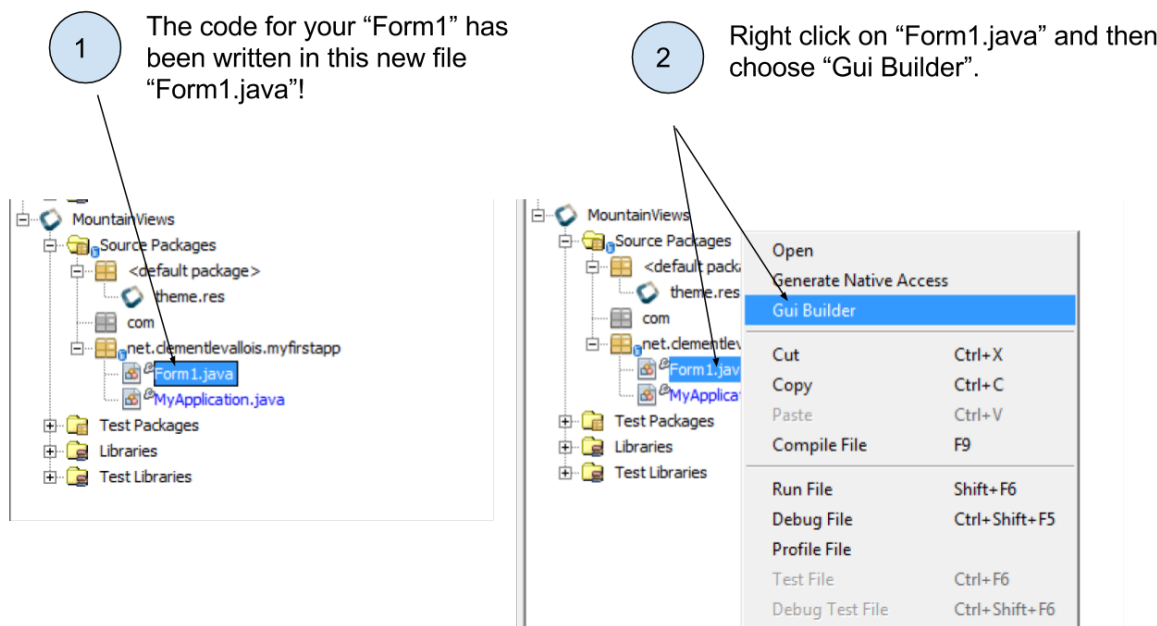 1
The code for your “Form1” has
been written in this new file
“Form1.java”!
2
Right click on “Form1.java” and then
choose “Gui Builder”.
MountainViews
Source Packages
<default package>
theme.res
com
net.clementlevallois.myfirstapp
Form1.java
MyApplication.java
Test Packages
Libraries
Test Libraries
MountainViews
Source Packages
<default pack
theme.res
com
net.clementlev
Form1.jav
MyApplica
Test Packages
Libraries
Test Libraries
Open
Generate Native Access
Gui Builder
Cut Ctrl+X
Copy Ctrl+C
Paste Ctrl+V
Compile File F9
Run File Shift+F6
Debug File Ctrl+Shift+F5
Profile File
Test File Ctrl+F6
Debug Test File Ctrl+Shift+F6